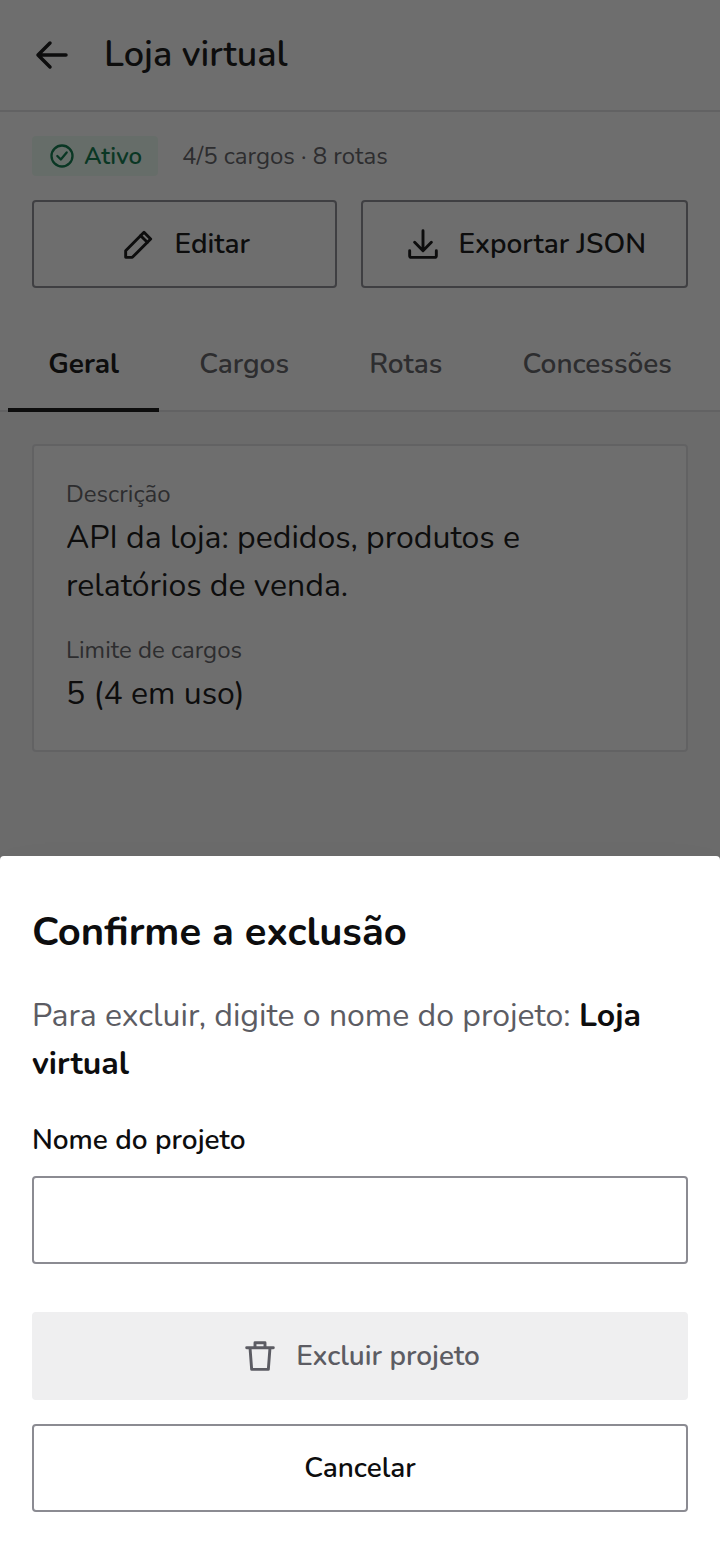 Loja virtual
Ativo
4/5 cargos · 8 rotas
Editar
Exportar JSON
Geral
Cargos
Rotas
Concessões
Descrição
API da loja: pedidos, produtos e
relatórios de venda.
Limite de cargos
5 (4 em uso)
Confirme a exclusão
Para excluir, digite o nome do projeto: Loja
virtual
Nome do projeto
Excluir projeto
Cancelar